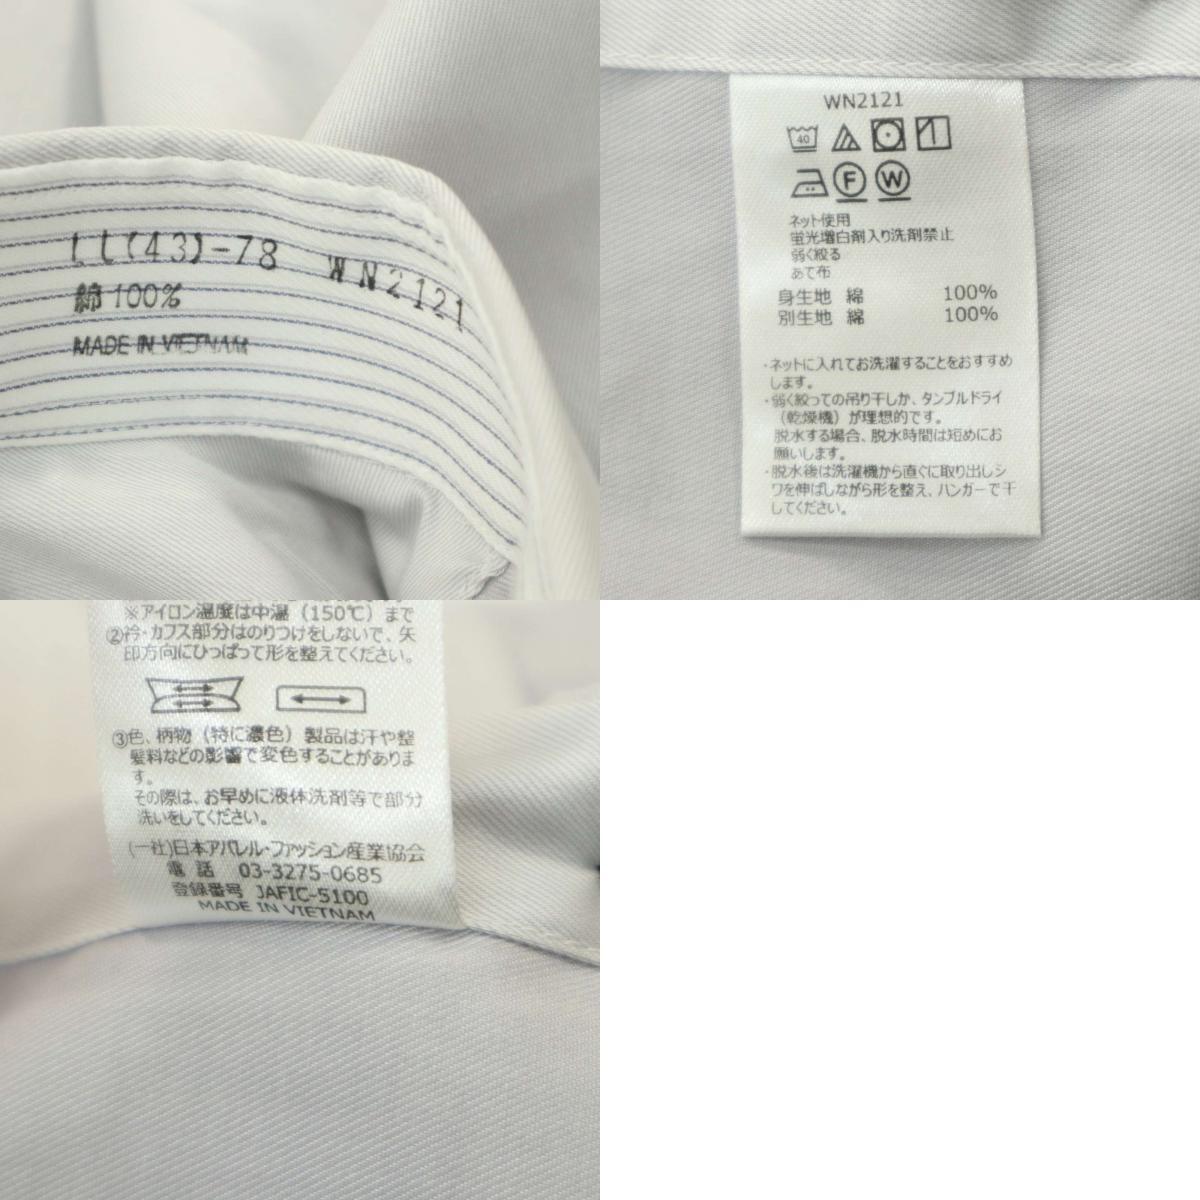 LL(43)-78 WN2121
綿100%
MADE IN VIETNAM
WN2121
40
F W
ネット使用
蛍光増白剤入り洗剤禁止
弱く絞る
あて布
身生地 綿 100%
別生地 綿 100%
・ネットに入れてお洗濯することをおすすめ
します。
・弱く絞っての吊り干しか、タンブルドライ
（乾燥機）が理想的です。
脱水する場合、脱水時間は短めにお
願いします。
・脱水後は洗濯機から直ぐに取り出しシ
ワを伸ばしながら形を整え、ハンガーで干
してください。
※アイロン温度は中温（150℃）まで
②衿・カフス部分はのりつけをしないで、矢
印方向にひっぱって形を整えてください。
③色、柄物（特に濃色）製品は汗や整
髪料などの影響で変色することがありま
す。
その際は、お早めに液体洗剤等で部分
洗いをしてください。
(一社)日本アパレル・ファッション産業協会
電話 03-3275-0685
登録番号 JAFIC-5100
MADE IN VIETNAM